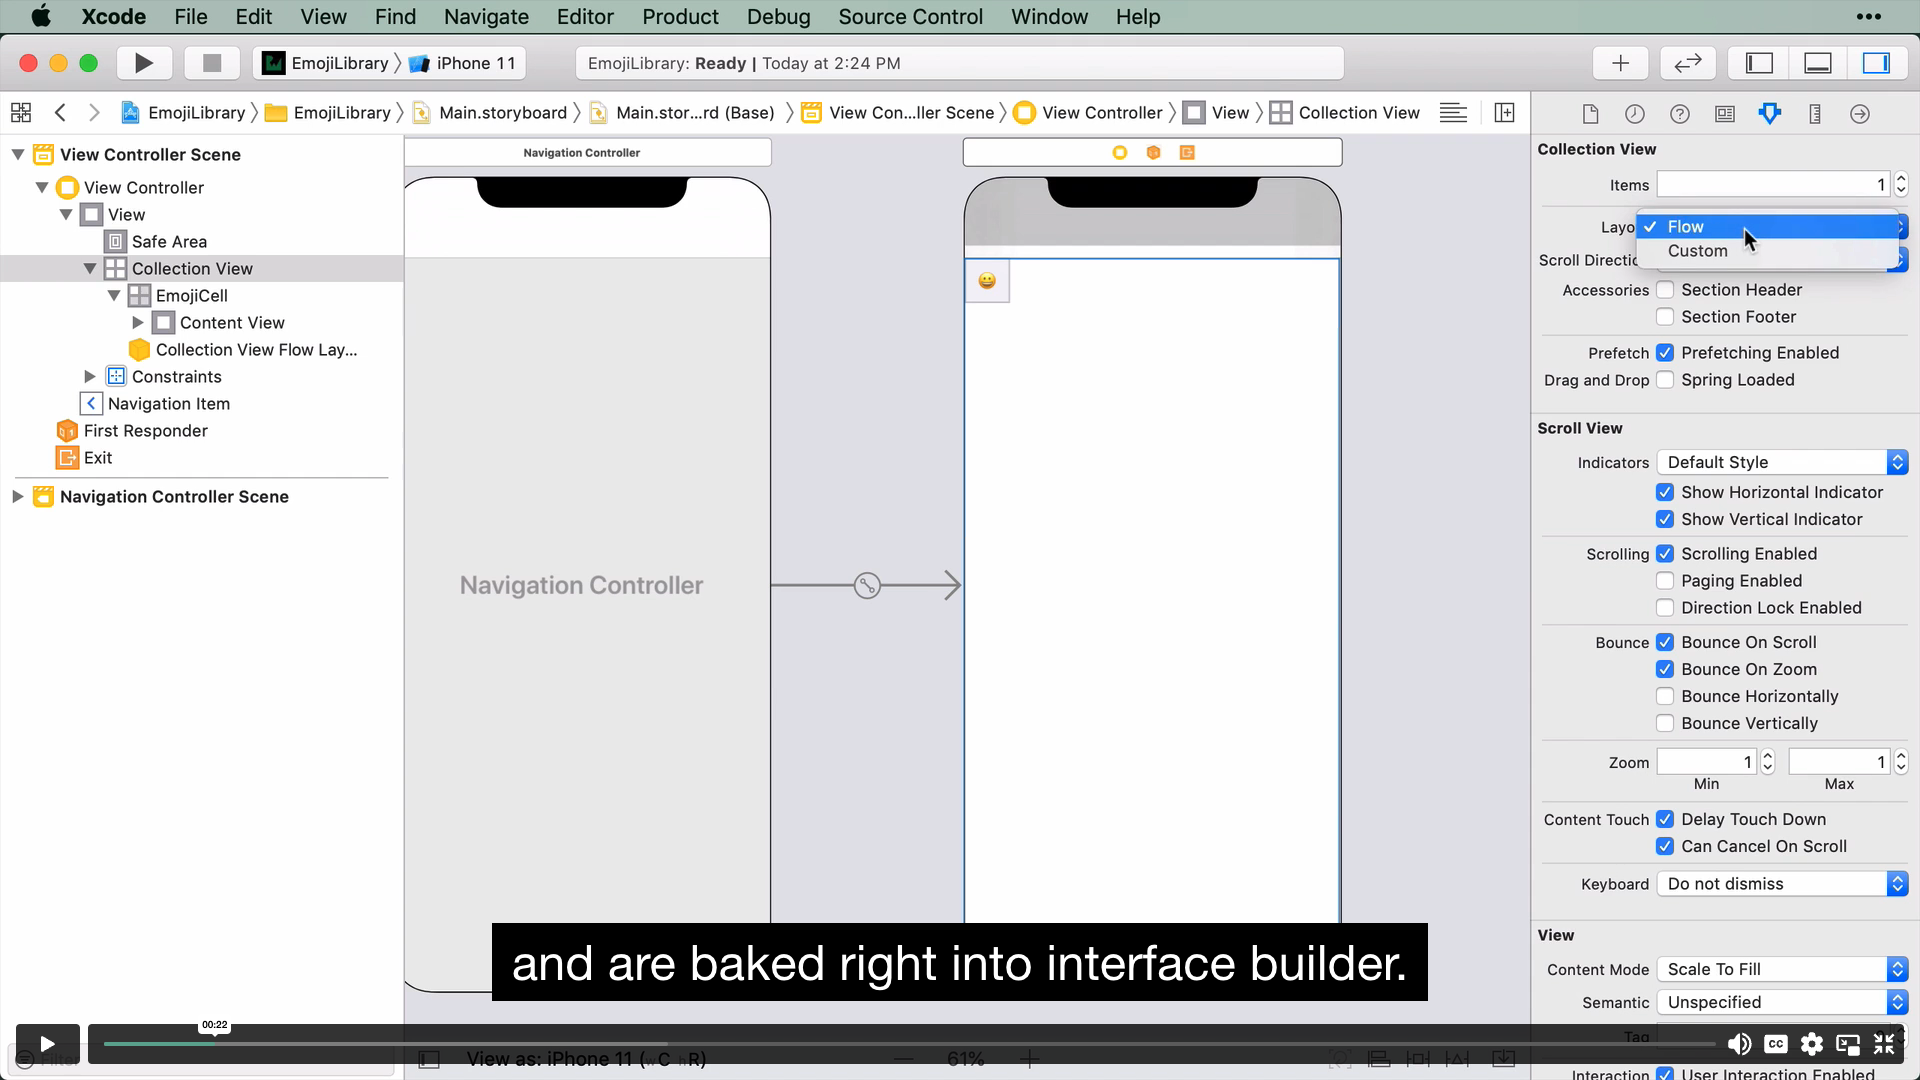 Xcode File Edit View Find Navigate Editor Product Debug Source Control Window Help
EmojiLibrary iPhone 11
EmojiLibrary: Ready | Today at 2:24 PM
EmojiLibrary EmojiLibrary Main.storyboard Main.stor...rd (Base) View Con...ller Scene View Controller View Collection View
View Controller Scene
View Controller
View
Safe Area
Collection View
EmojiCell
Content View
Collection View Flow Lay...
Constraints
Navigation Item
First Responder
Exit
Navigation Controller Scene
Navigation Controller
Navigation Controller
Collection View
Items 1
Layo
Flow
Custom
Scroll Directio
Accessories Section Header
Section Footer
Prefetch Prefetching Enabled
Drag and Drop Spring Loaded
Scroll View
Indicators Default Style
Show Horizontal Indicator
Show Vertical Indicator
Scrolling Scrolling Enabled
Paging Enabled
Direction Lock Enabled
Bounce Bounce On Scroll
Bounce On Zoom
Bounce Horizontally
Bounce Vertically
Zoom 1 1
Min Max
Content Touch Delay Touch Down
Can Cancel On Scroll
Keyboard Do not dismiss
View
Content Mode Scale To Fill
Semantic Unspecified
Tag
Interaction User Interaction Enabled
and are baked right into interface builder.
00:22
CC
Filter
View as: iPhone 11 (wC hR)
61%